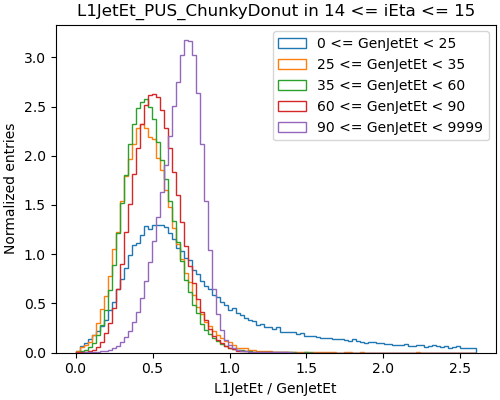 L1JetEt_PUS_ChunkyDonut in 14 <= iEta <= 15
0 <= GenJetEt < 25
25 <= GenJetEt < 35
35 <= GenJetEt < 60
60 <= GenJetEt < 90
90 <= GenJetEt < 9999
Normalized entries
3.0
2.5
2.0
1.5
1.0
0.5
0.0
0.0 0.5 1.0 1.5 2.0 2.5
L1JetEt / GenJetEt